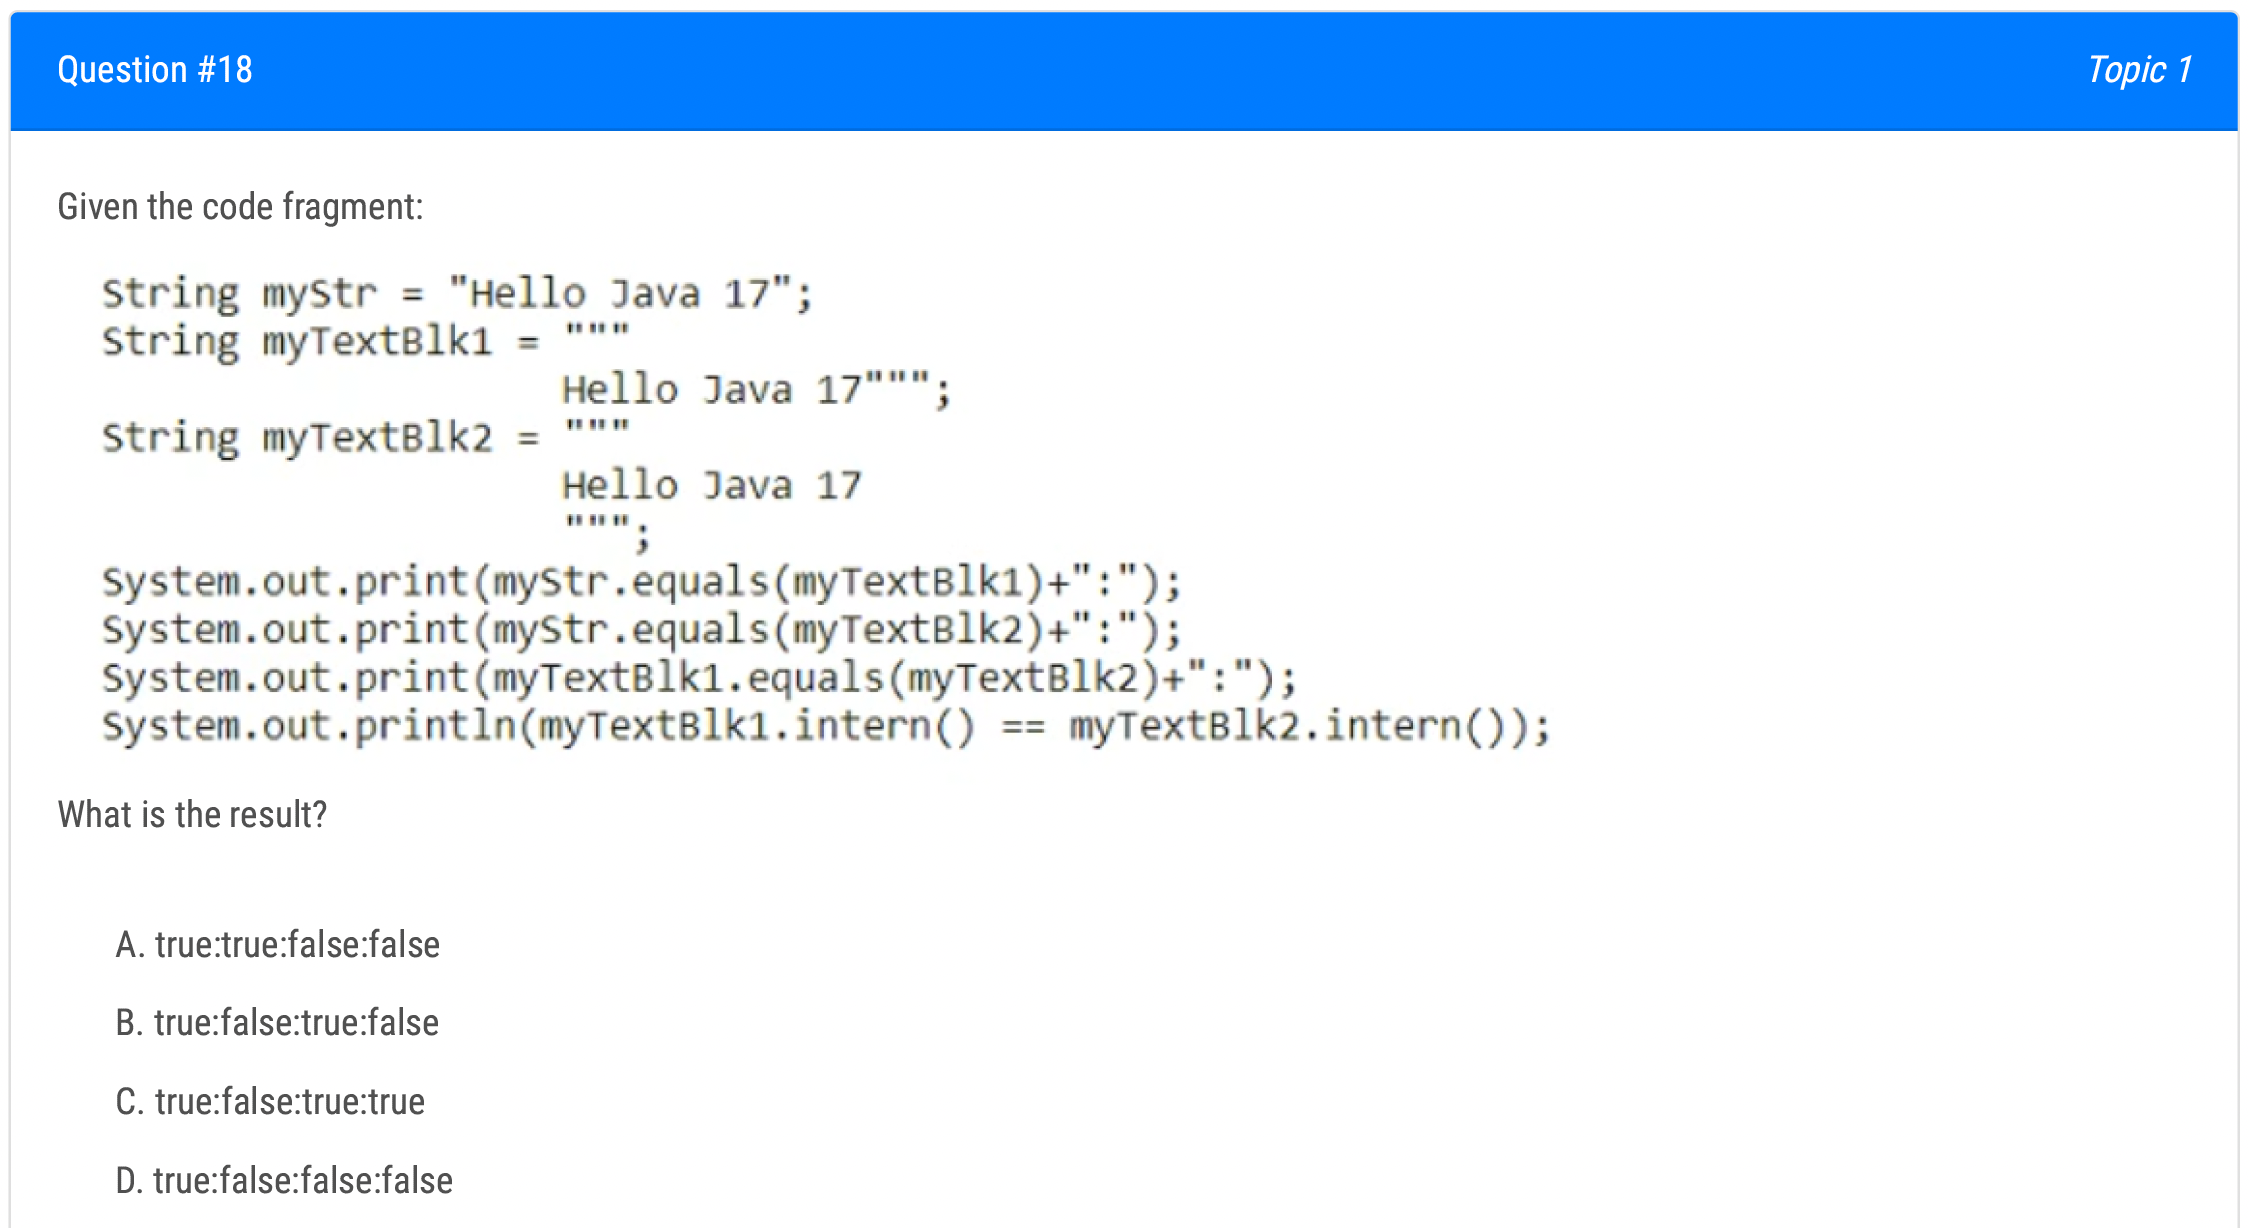 Question #18
Topic 1
Given the code fragment:
String myStr = "Hello Java 17";
String myTextBlk1 = """
Hello Java 17""";
String myTextBlk2 = """
Hello Java 17
""";
System.out.print(myStr.equals(myTextBlk1)+":");
System.out.print(myStr.equals(myTextBlk2)+":");
System.out.print(myTextBlk1.equals(myTextBlk2)+":");
System.out.println(myTextBlk1.intern() == myTextBlk2.intern());
What is the result?
A. true:true:false:false
B. true:false:true:false
C. true:false:true:true
D. true:false:false:false